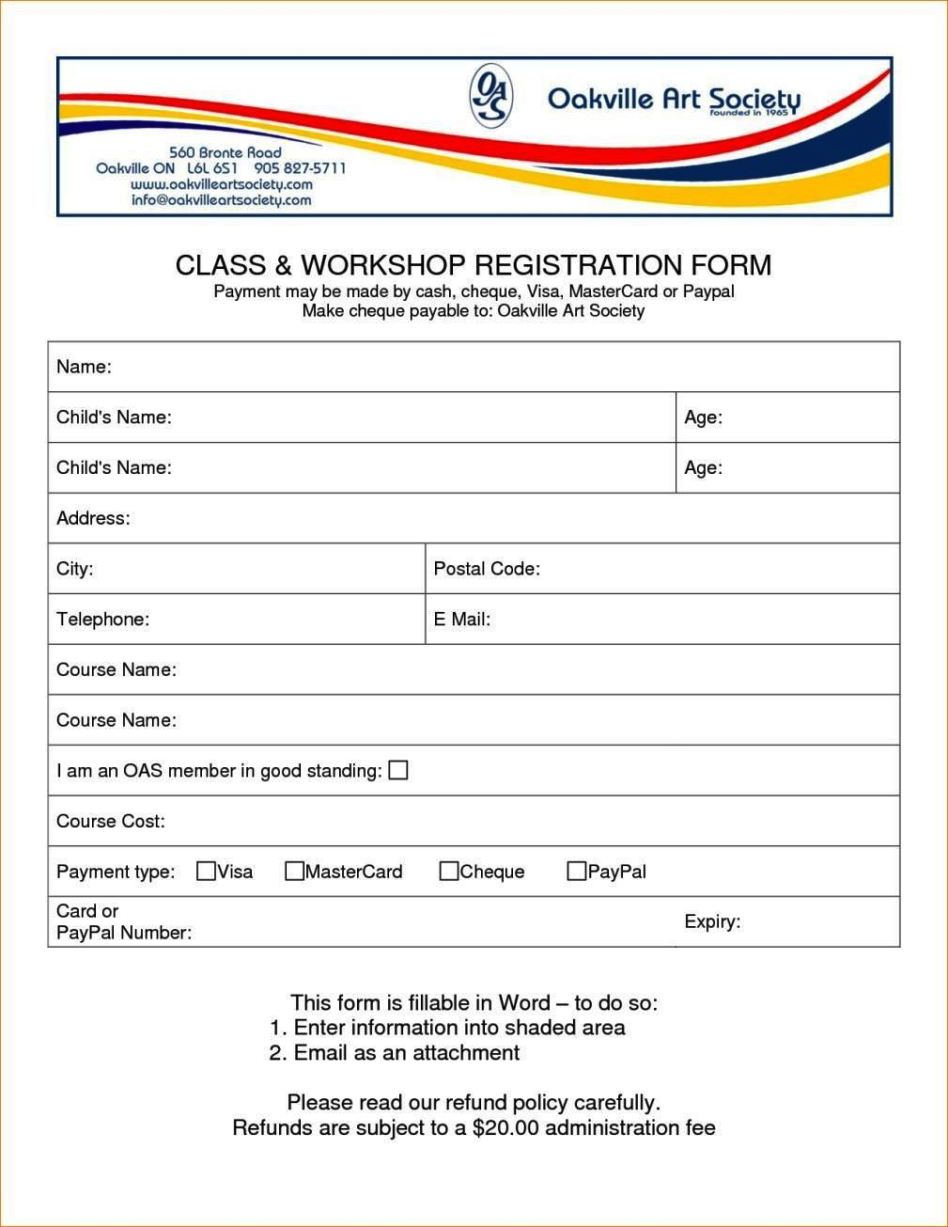 OAS
Oakville Art Society
founded in 1965
560 Bronte Road
Oakville ON L6L 6S1 905 827-5711
www.oakvilleartsociety.com
info@oakvilleartsociety.com
CLASS & WORKSHOP REGISTRATION FORM
Payment may be made by cash, cheque, Visa, MasterCard or Paypal
Make cheque payable to: Oakville Art Society
Name:
Child's Name: Age:
Child's Name: Age:
Address:
City: Postal Code:
Telephone: E Mail:
Course Name:
Course Name:
I am an OAS member in good standing: ☐
Course Cost:
Payment type: ☐Visa ☐MasterCard ☐Cheque ☐PayPal
Card or
PayPal Number: Expiry:
This form is fillable in Word – to do so:
1. Enter information into shaded area
2. Email as an attachment
Please read our refund policy carefully.
Refunds are subject to a $20.00 administration fee